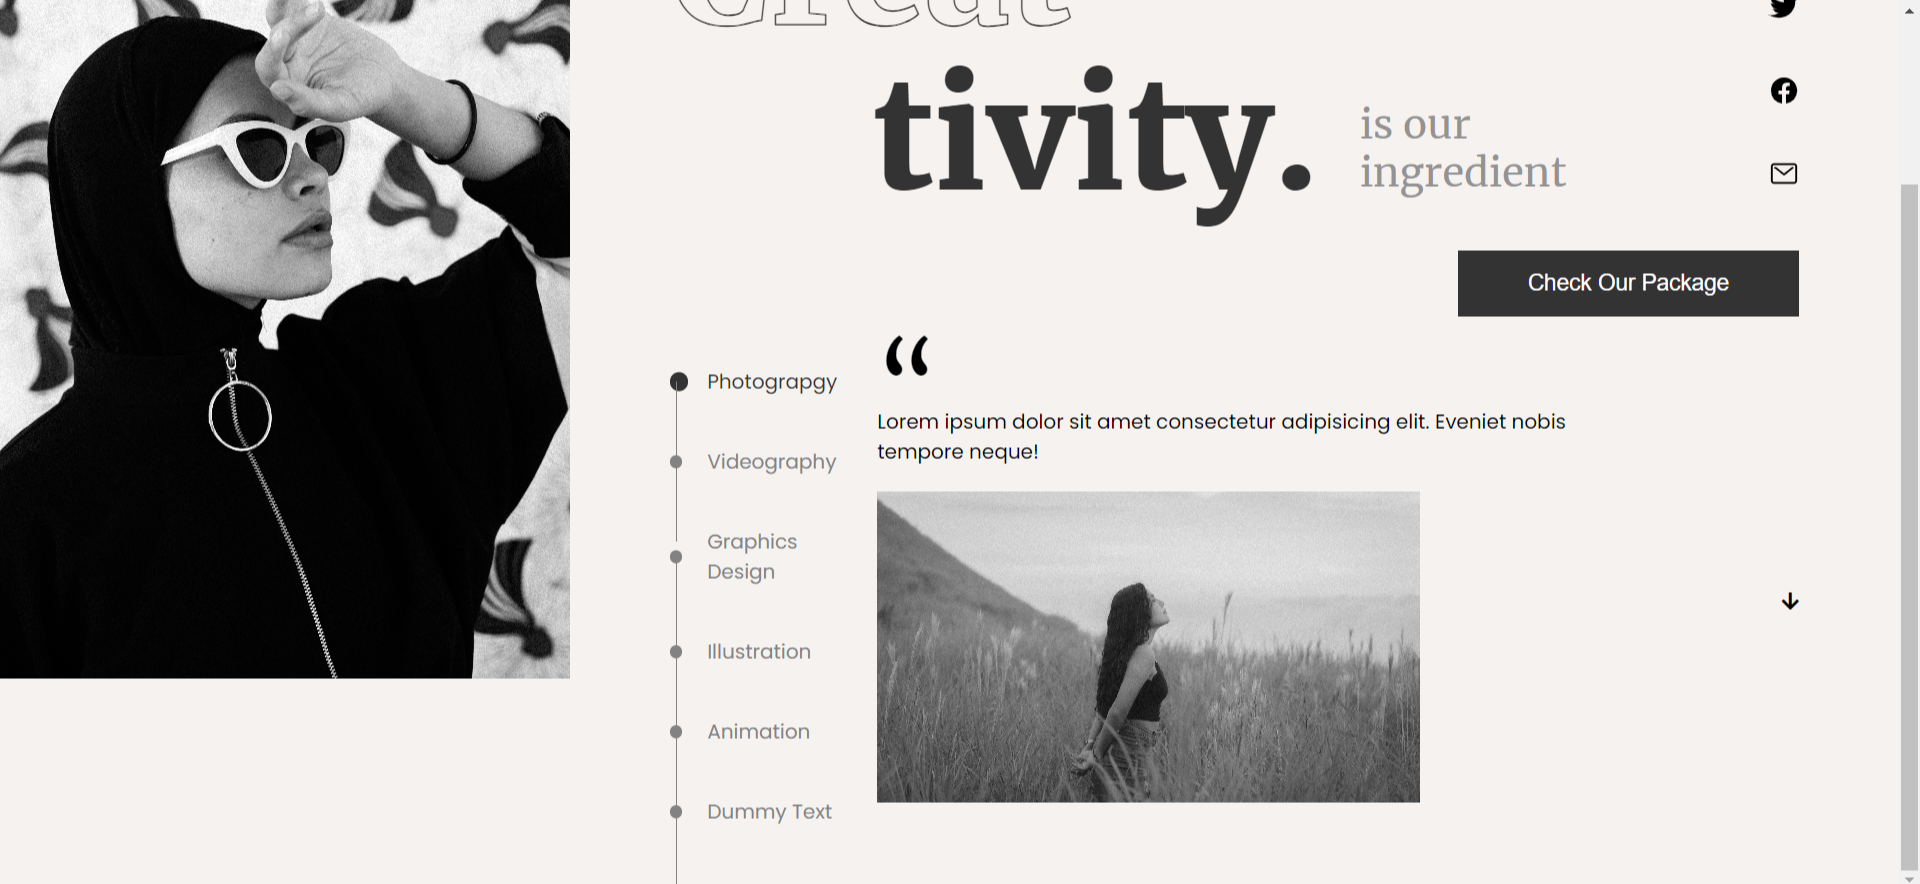 Creat
tivity.
is our
ingredient
Check Our Package
“
Photograpgy
Lorem ipsum dolor sit amet consectetur adipisicing elit. Eveniet nobis
tempore neque!
Videography
Graphics
Design
Illustration
Animation
Dummy Text